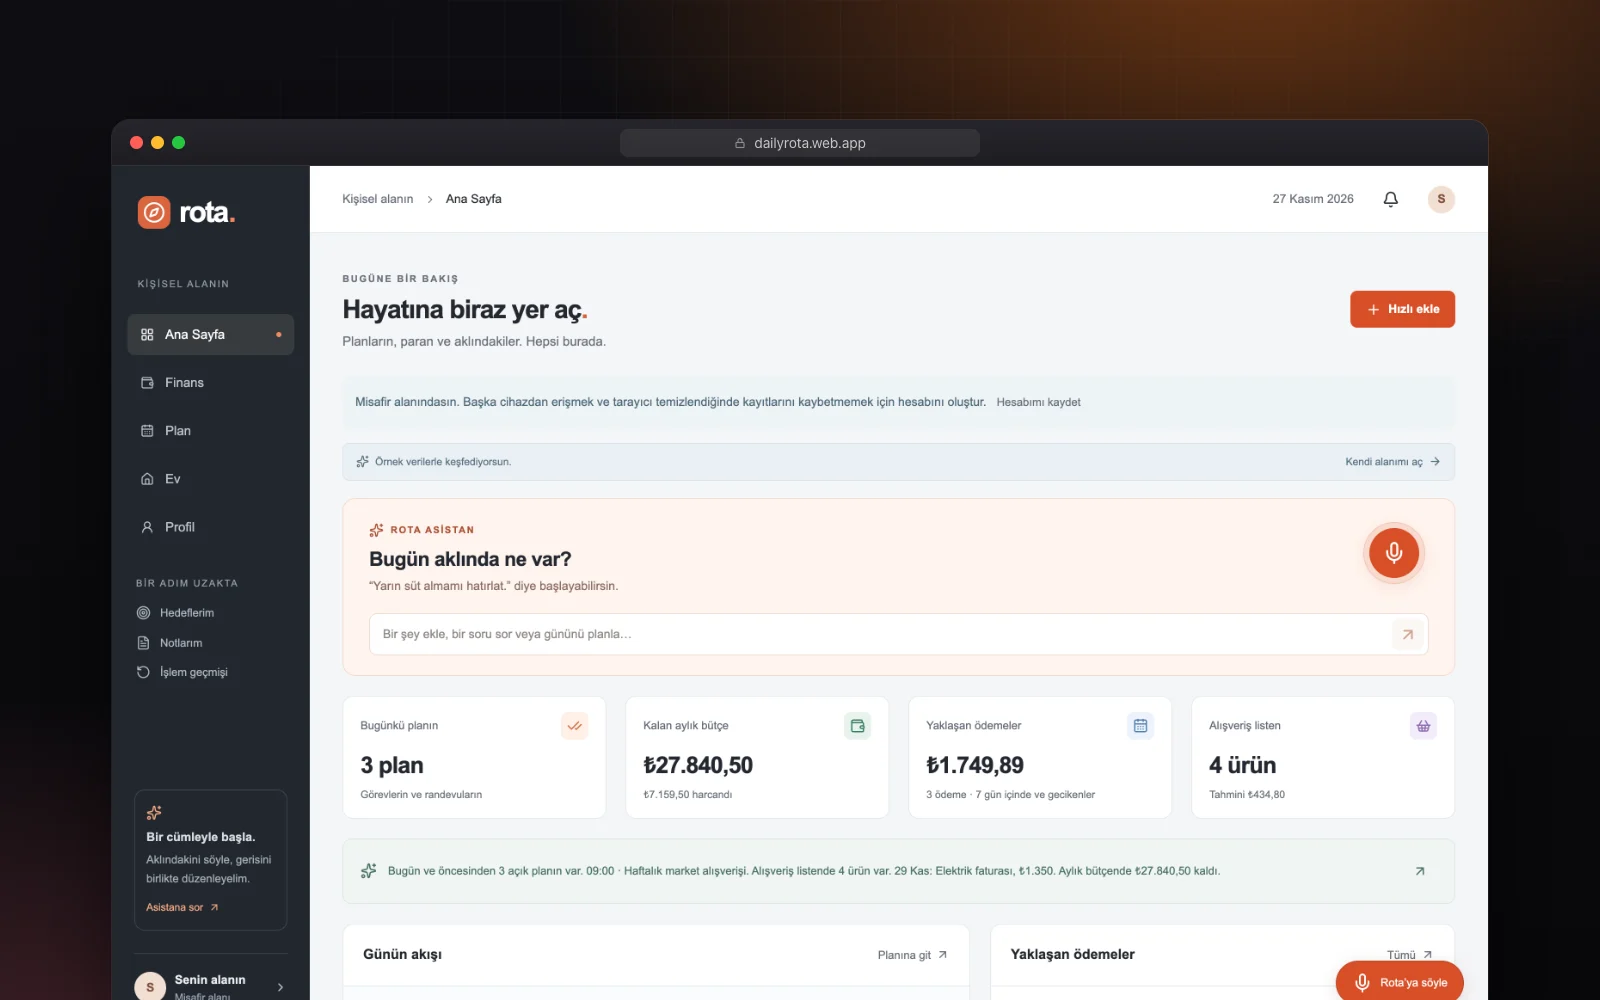 dailyrota.web.app
rota.
KİŞİSEL ALANIN
Ana Sayfa
Finans
Plan
Ev
Profil
BİR ADIM UZAKTA
Hedeflerim
Notlarım
İşlem geçmişi
Bir cümleyle başla.
Aklındakini söyle, gerisini
birlikte düzenleyelim.
Asistana sor
S
Senin alanın
Misafir alanı
Kişisel alanın > Ana Sayfa
27 Kasım 2026
S
BUGÜNE BİR BAKIŞ
Hayatına biraz yer aç.
Planların, paran ve aklındakiler. Hepsi burada.
+ Hızlı ekle
Misafir alanındasın. Başka cihazdan erişmek ve tarayıcı temizlendiğinde kayıtlarını kaybetmemek için hesabını oluştur. Hesabımı kaydet
Örnek verilerle keşfediyorsun.
Kendi alanımı aç →
ROTA ASİSTAN
Bugün aklında ne var?
“Yarın süt almamı hatırlat.” diye başlayabilirsin.
Bir şey ekle, bir soru sor veya gününü planla…
Bugünkü planın
3 plan
Görevlerin ve randevuların
Kalan aylık bütçe
₺27.840,50
₺7.159,50 harcandı
Yaklaşan ödemeler
₺1.749,89
3 ödeme · 7 gün içinde ve gecikenler
Alışveriş listen
4 ürün
Tahmini ₺434,80
Bugün ve öncesinden 3 açık planın var. 09:00 · Haftalık market alışverişi. Alışveriş listende 4 ürün var. 29 Kas: Elektrik faturası, ₺1.350. Aylık bütçende ₺27.840,50 kaldı.
Günün akışı
Planına git
Yaklaşan ödemeler
Tümü
Rota'ya söyle